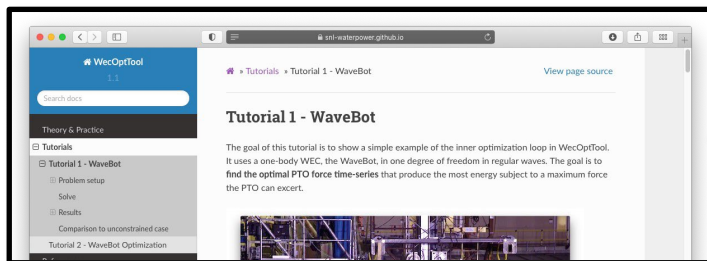 snl-waterpower.github.io
WecOptTool
1.1
Search docs
Theory & Practice
Tutorials
Tutorial 1 - WaveBot
Problem setup
Solve
Results
Comparison to unconstrained case
Tutorial 2 - WaveBot Optimization
» Tutorials » Tutorial 1 - WaveBot
View page source
Tutorial 1 - WaveBot
The goal of this tutorial is to show a simple example of the inner optimization loop in WecOptTool.
It uses a one-body WEC, the WaveBot, in one degree of freedom in regular waves. The goal is to
find the optimal PTO force time-series that produce the most energy subject to a maximum force
the PTO can excert.